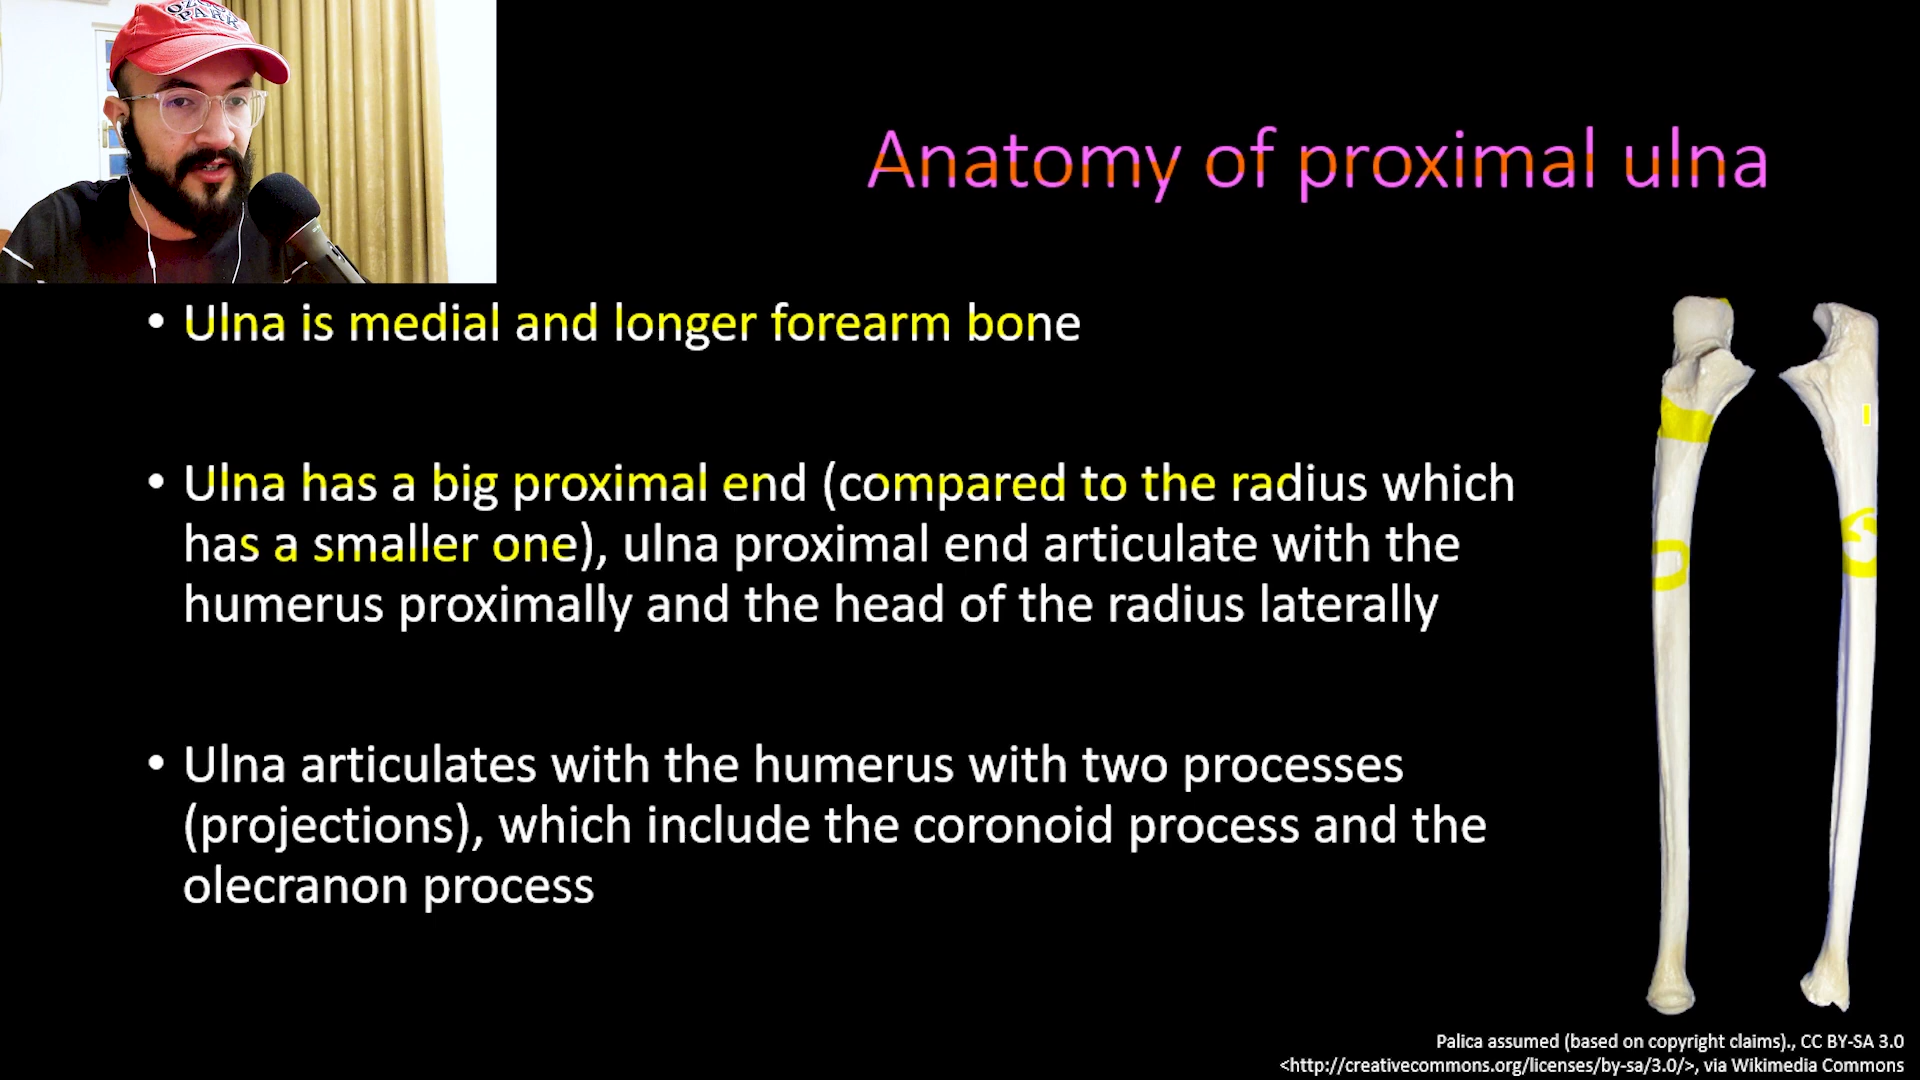 OZARK
PARK
Anatomy of proximal ulna
• Ulna is medial and longer forearm bone
• Ulna has a big proximal end (compared to the radius which
has a smaller one), ulna proximal end articulate with the
humerus proximally and the head of the radius laterally
• Ulna articulates with the humerus with two processes
(projections), which include the coronoid process and the
olecranon process
Palica assumed (based on copyright claims)., CC BY-SA 3.0
<http://creativecommons.org/licenses/by-sa/3.0/>, via Wikimedia Commons